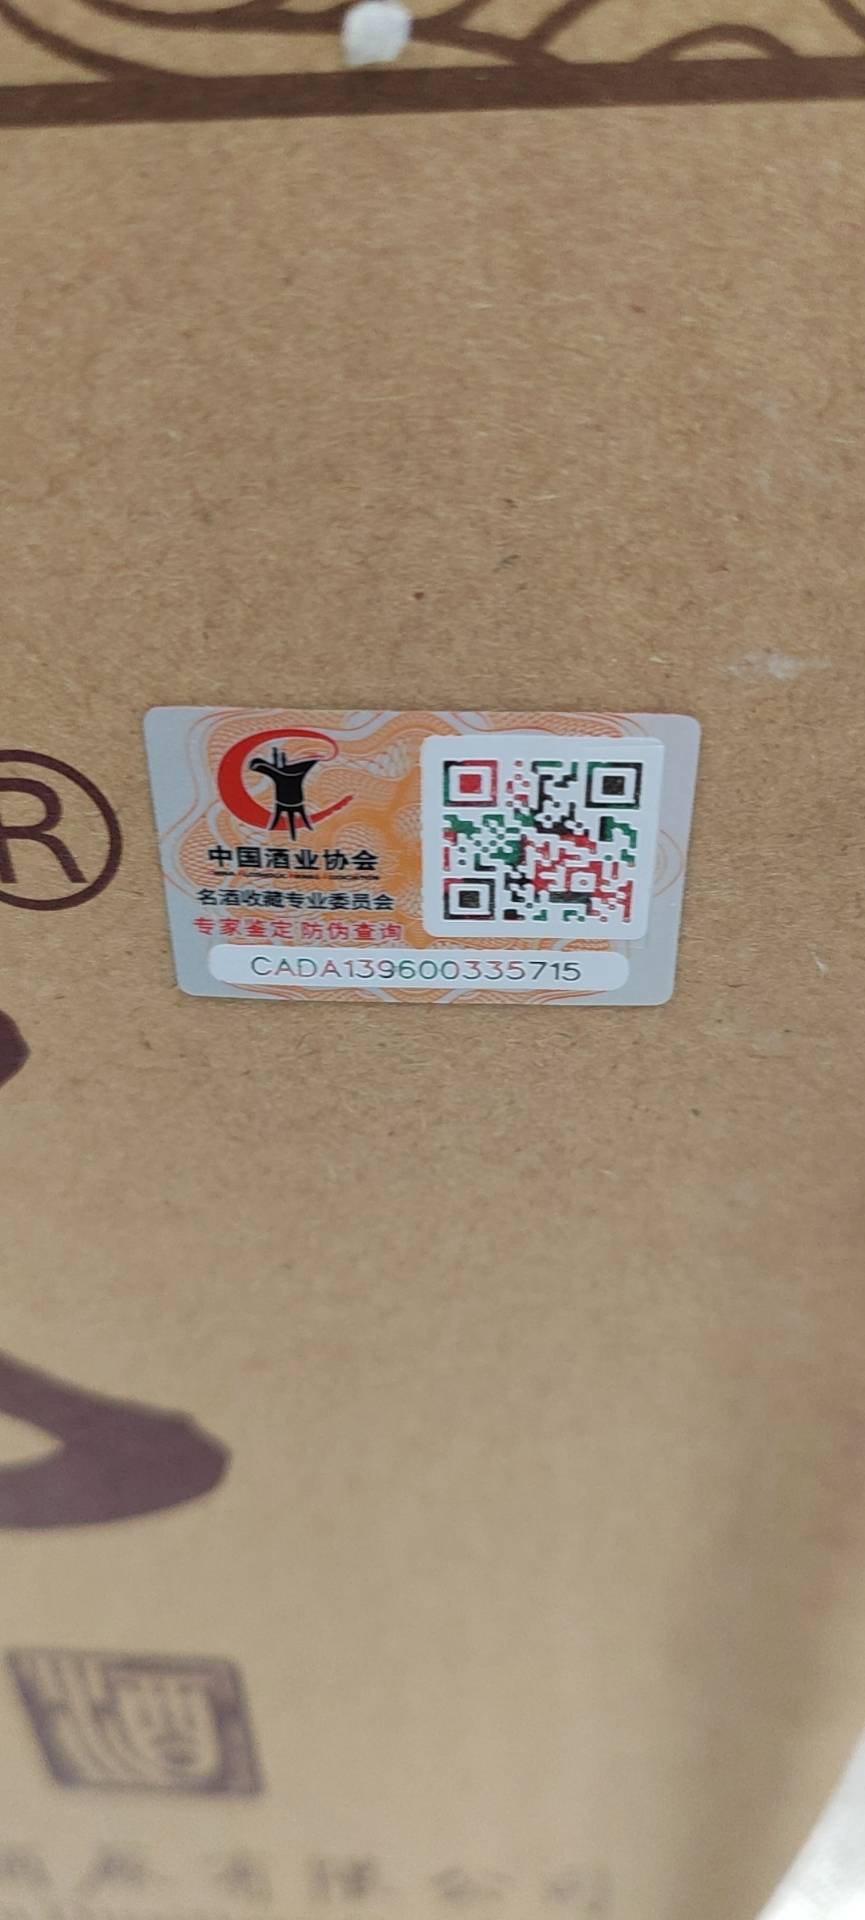 R
中国酒业协会
名酒收藏专业委员会
专家鉴定 防伪查询
CADA139600335715